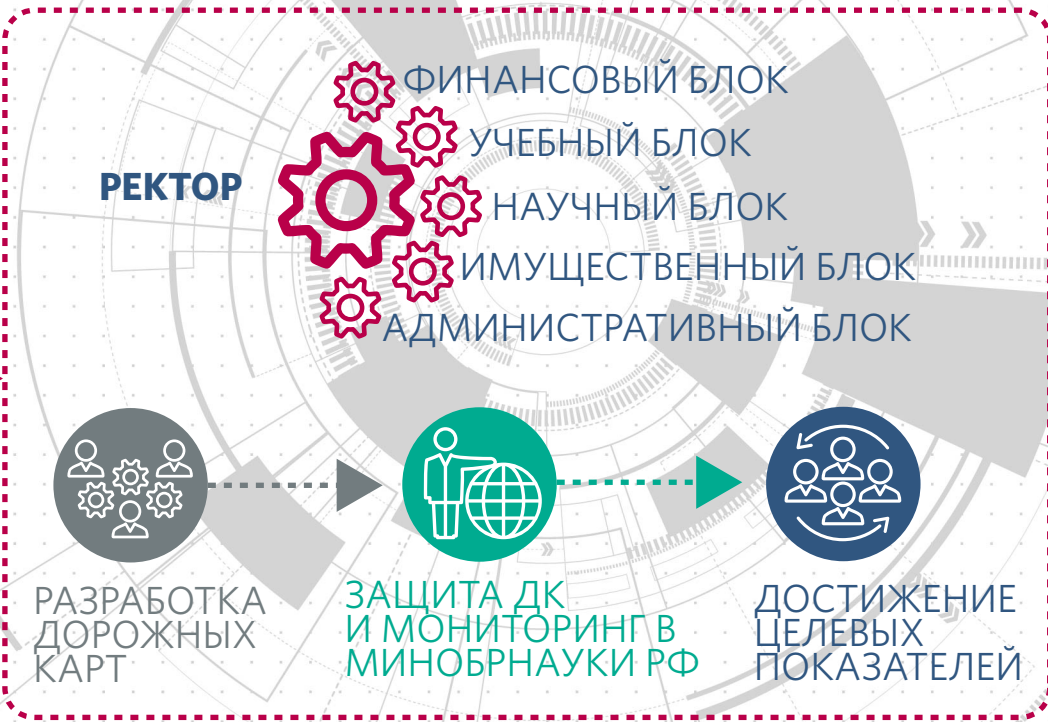 ФИНАНСОВЫЙ БЛОК
УЧЕБНЫЙ БЛОК
РЕКТОР
НАУЧНЫЙ БЛОК
ИМУЩЕСТВЕННЫЙ БЛОК
АДМИНИСТРАТИВНЫЙ БЛОК
РАЗРАБОТКА
ДОРОЖНЫХ
КАРТ
ЗАЩИТА ДК
И МОНИТОРИНГ В
МИНОБРНАУКИ РФ
ДОСТИЖЕНИЕ
ЦЕЛЕВЫХ
ПОКАЗАТЕЛЕЙ